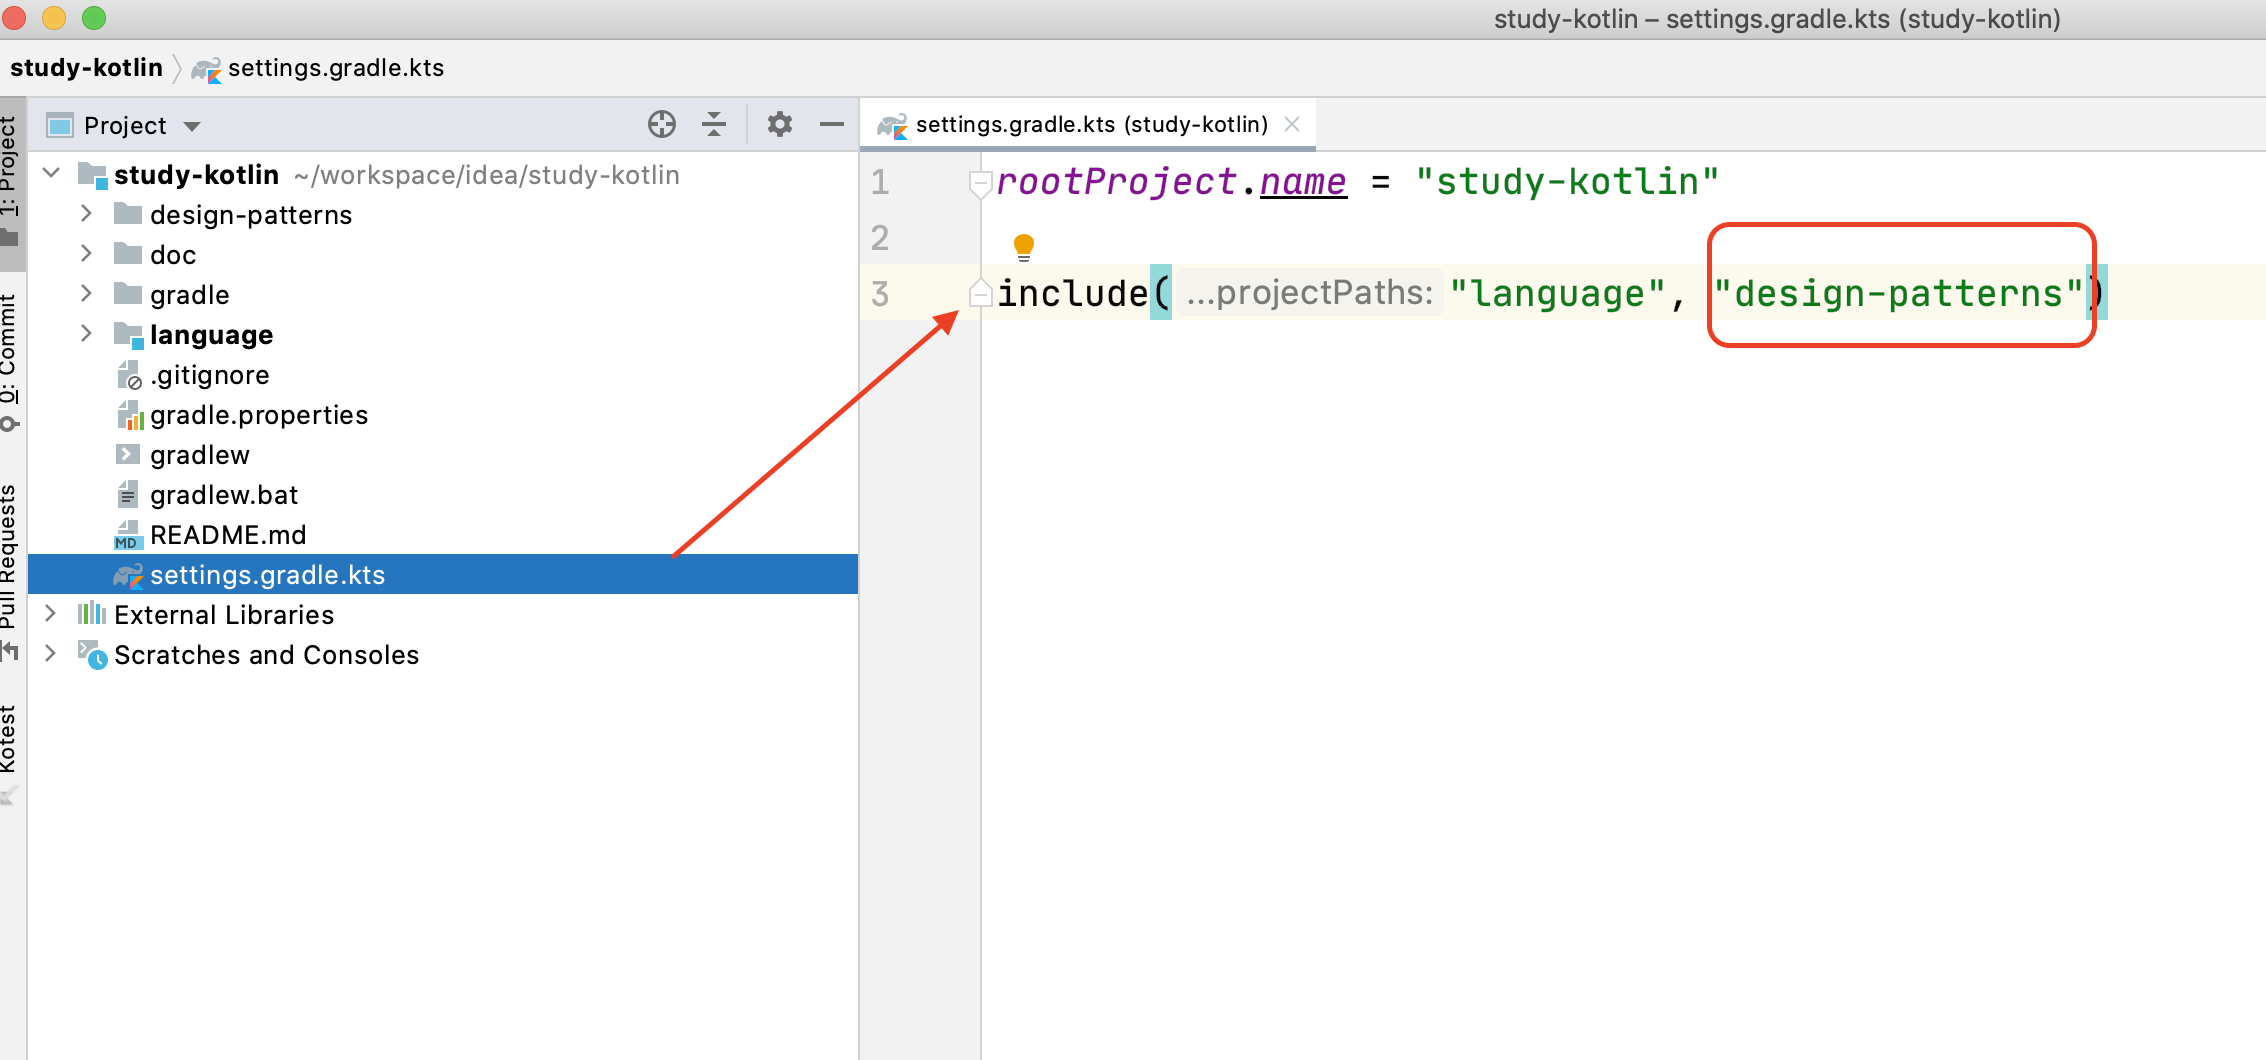 study-kotlin – settings.gradle.kts (study-kotlin)
study-kotlin settings.gradle.kts
1: Project
0: Commit
Pull Requests
Kotest
Project
study-kotlin ~/workspace/idea/study-kotlin
design-patterns
doc
gradle
language
.gitignore
gradle.properties
gradlew
gradlew.bat
MD README.md
settings.gradle.kts
External Libraries
Scratches and Consoles
settings.gradle.kts (study-kotlin)
1 rootProject.name = "study-kotlin"
2
3 include( ...projectPaths: "language", "design-patterns")